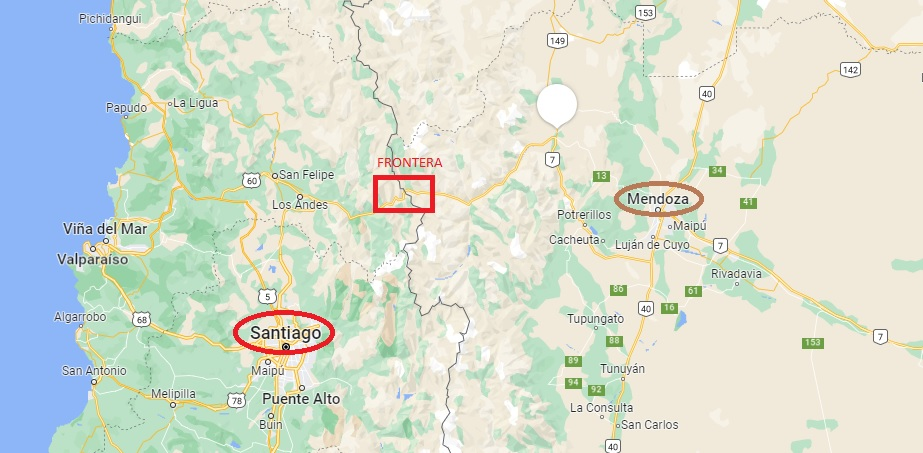 Pichidangui
153
149
142
40
Papudo
La Ligua
FRONTERA
7
60
San Felipe
13
34
Los Andes
Mendoza
41
Potrerillos
Maipú
Viña del Mar
Cacheuta
Luján de Cuyo
7
Valparaíso
Rivadavia
5
86
61
16
40
Algarrobo
68
Santiago
Tupungato
7
88
153
89
Maipú
San Antonio
Tunuyán
94
92
Melipilla
78
Puente Alto
La Consulta
Buin
San Carlos
40